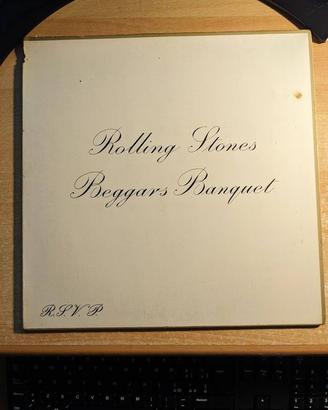 Rolling Stones
Beggars Banquet
R.S.V.P